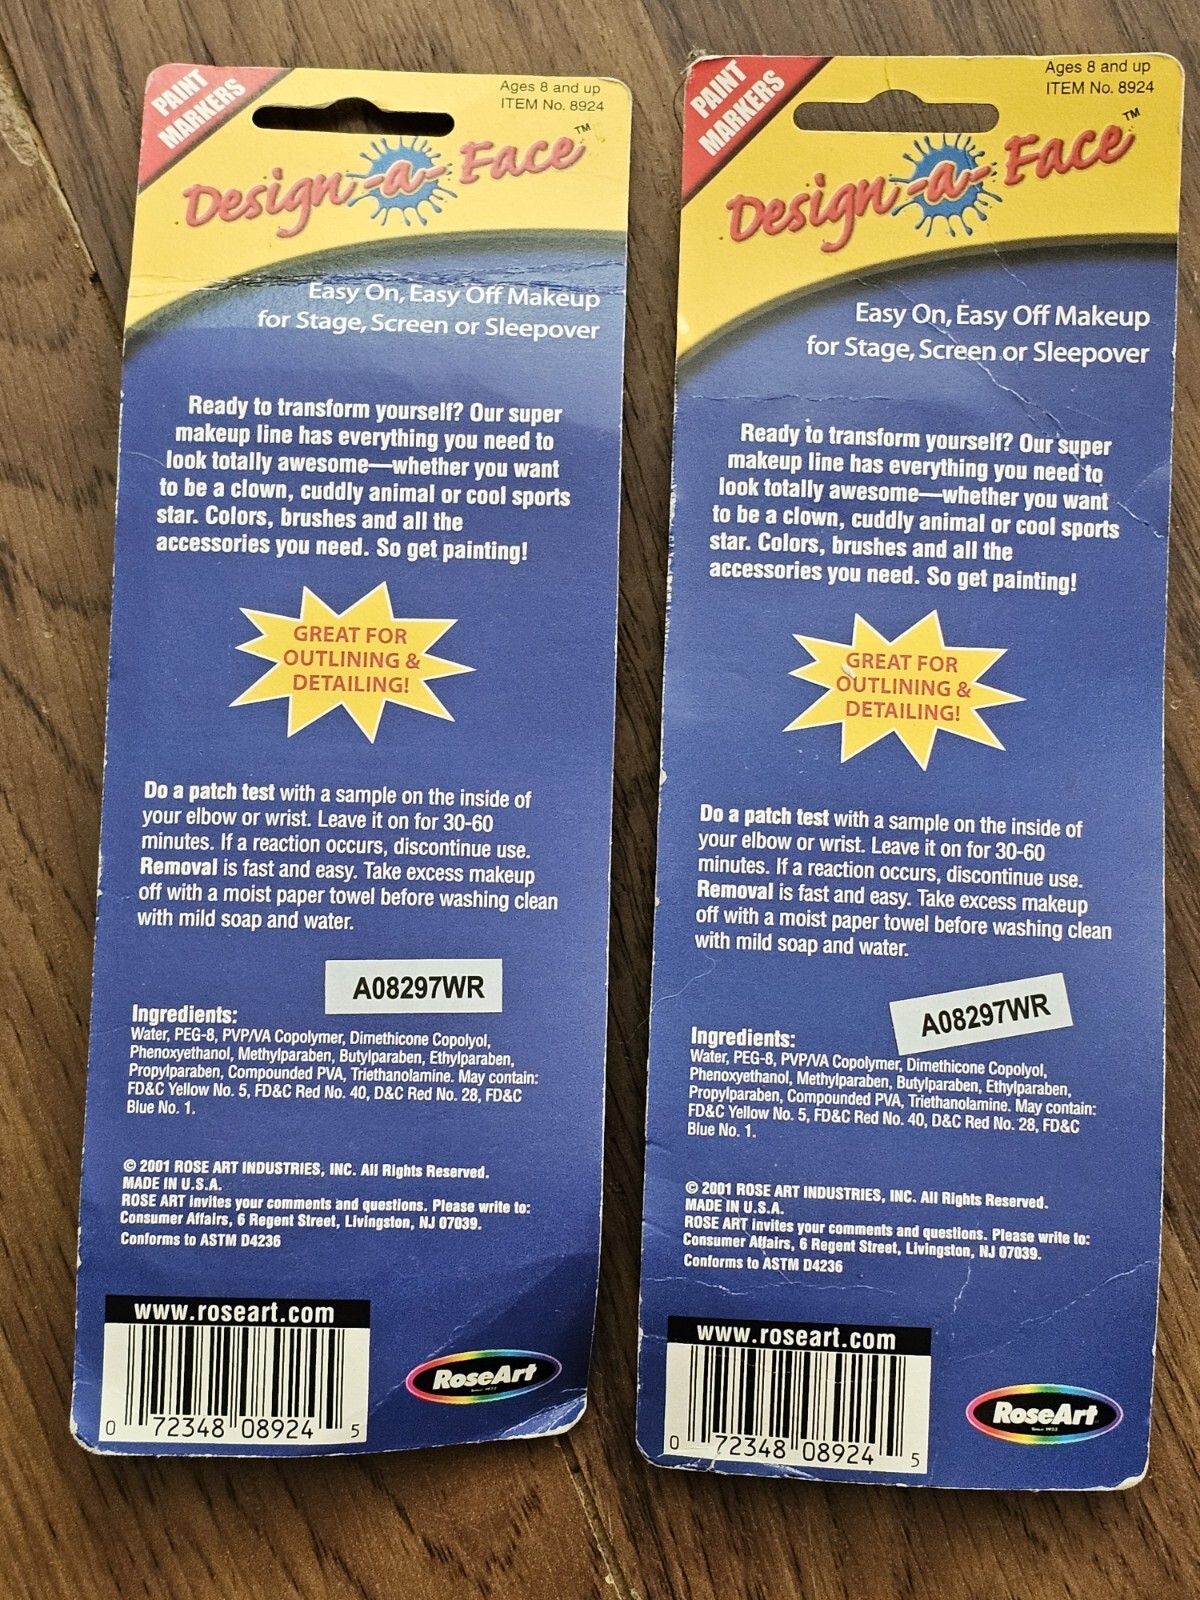 PAINT
MARKERS
Ages 8 and up
ITEM No. 8924
Design-a-Face™
Easy On, Easy Off Makeup
for Stage, Screen or Sleepover
Ready to transform yourself? Our super
makeup line has everything you need to
look totally awesome—whether you want
to be a clown, cuddly animal or cool sports
star. Colors, brushes and all the
accessories you need. So get painting!
GREAT FOR
OUTLINING &
DETAILING!
Do a patch test with a sample on the inside of
your elbow or wrist. Leave it on for 30-60
minutes. If a reaction occurs, discontinue use.
Removal is fast and easy. Take excess makeup
off with a moist paper towel before washing clean
with mild soap and water.
A08297WR
Ingredients:
Water, PEG-8, PVP/VA Copolymer, Dimethicone Copolyol,
Phenoxyethanol, Methylparaben, Butylparaben, Ethylparaben,
Propylparaben, Compounded PVA, Triethanolamine. May contain:
FD&C Yellow No. 5, FD&C Red No. 40, D&C Red No. 28, FD&C
Blue No. 1.
© 2001 ROSE ART INDUSTRIES, INC. All Rights Reserved.
MADE IN U.S.A.
ROSE ART invites your comments and questions. Please write to:
Consumer Affairs, 6 Regent Street, Livingston, NJ 07039.
Conforms to ASTM D4236
www.roseart.com
0 72348 08924 5
RoseArt
Since 1923
PAINT
MARKERS
Ages 8 and up
ITEM No. 8924
Design-a-Face™
Easy On, Easy Off Makeup
for Stage, Screen or Sleepover
Ready to transform yourself? Our super
makeup line has everything you need to
look totally awesome—whether you want
to be a clown, cuddly animal or cool sports
star. Colors, brushes and all the
accessories you need. So get painting!
GREAT FOR
OUTLINING &
DETAILING!
Do a patch test with a sample on the inside of
your elbow or wrist. Leave it on for 30-60
minutes. If a reaction occurs, discontinue use.
Removal is fast and easy. Take excess makeup
off with a moist paper towel before washing clean
with mild soap and water.
A08297WR
Ingredients:
Water, PEG-8, PVP/VA Copolymer, Dimethicone Copolyol,
Phenoxyethanol, Methylparaben, Butylparaben, Ethylparaben,
Propylparaben, Compounded PVA, Triethanolamine. May contain:
FD&C Yellow No. 5, FD&C Red No. 40, D&C Red No. 28, FD&C
Blue No. 1.
© 2001 ROSE ART INDUSTRIES, INC. All Rights Reserved.
MADE IN U.S.A.
ROSE ART invites your comments and questions. Please write to:
Consumer Affairs, 6 Regent Street, Livingston, NJ 07039.
Conforms to ASTM D4236
www.roseart.com
0 72348 08924 5
RoseArt
Since 1923